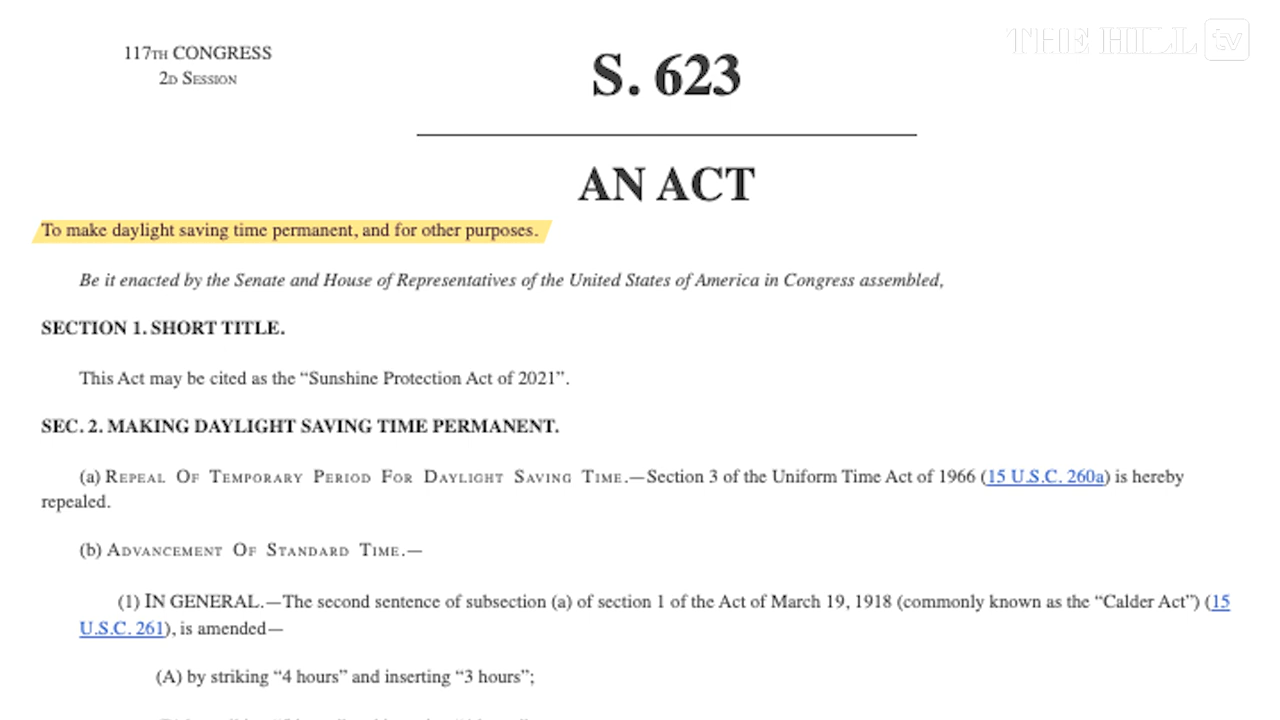 117TH CONGRESS
2D SESSION
THE HILL tv
S. 623
AN ACT
To make daylight saving time permanent, and for other purposes.
Be it enacted by the Senate and House of Representatives of the United States of America in Congress assembled,
SECTION 1. SHORT TITLE.
This Act may be cited as the “Sunshine Protection Act of 2021”.
SEC. 2. MAKING DAYLIGHT SAVING TIME PERMANENT.
(a) REPEAL OF TEMPORARY PERIOD FOR DAYLIGHT SAVING TIME.—Section 3 of the Uniform Time Act of 1966 (15 U.S.C. 260a) is hereby
repealed.
(b) ADVANCEMENT OF STANDARD TIME.—
(1) IN GENERAL.—The second sentence of subsection (a) of section 1 of the Act of March 19, 1918 (commonly known as the “Calder Act”) (15
U.S.C. 261), is amended—
(A) by striking “4 hours” and inserting “3 hours”;